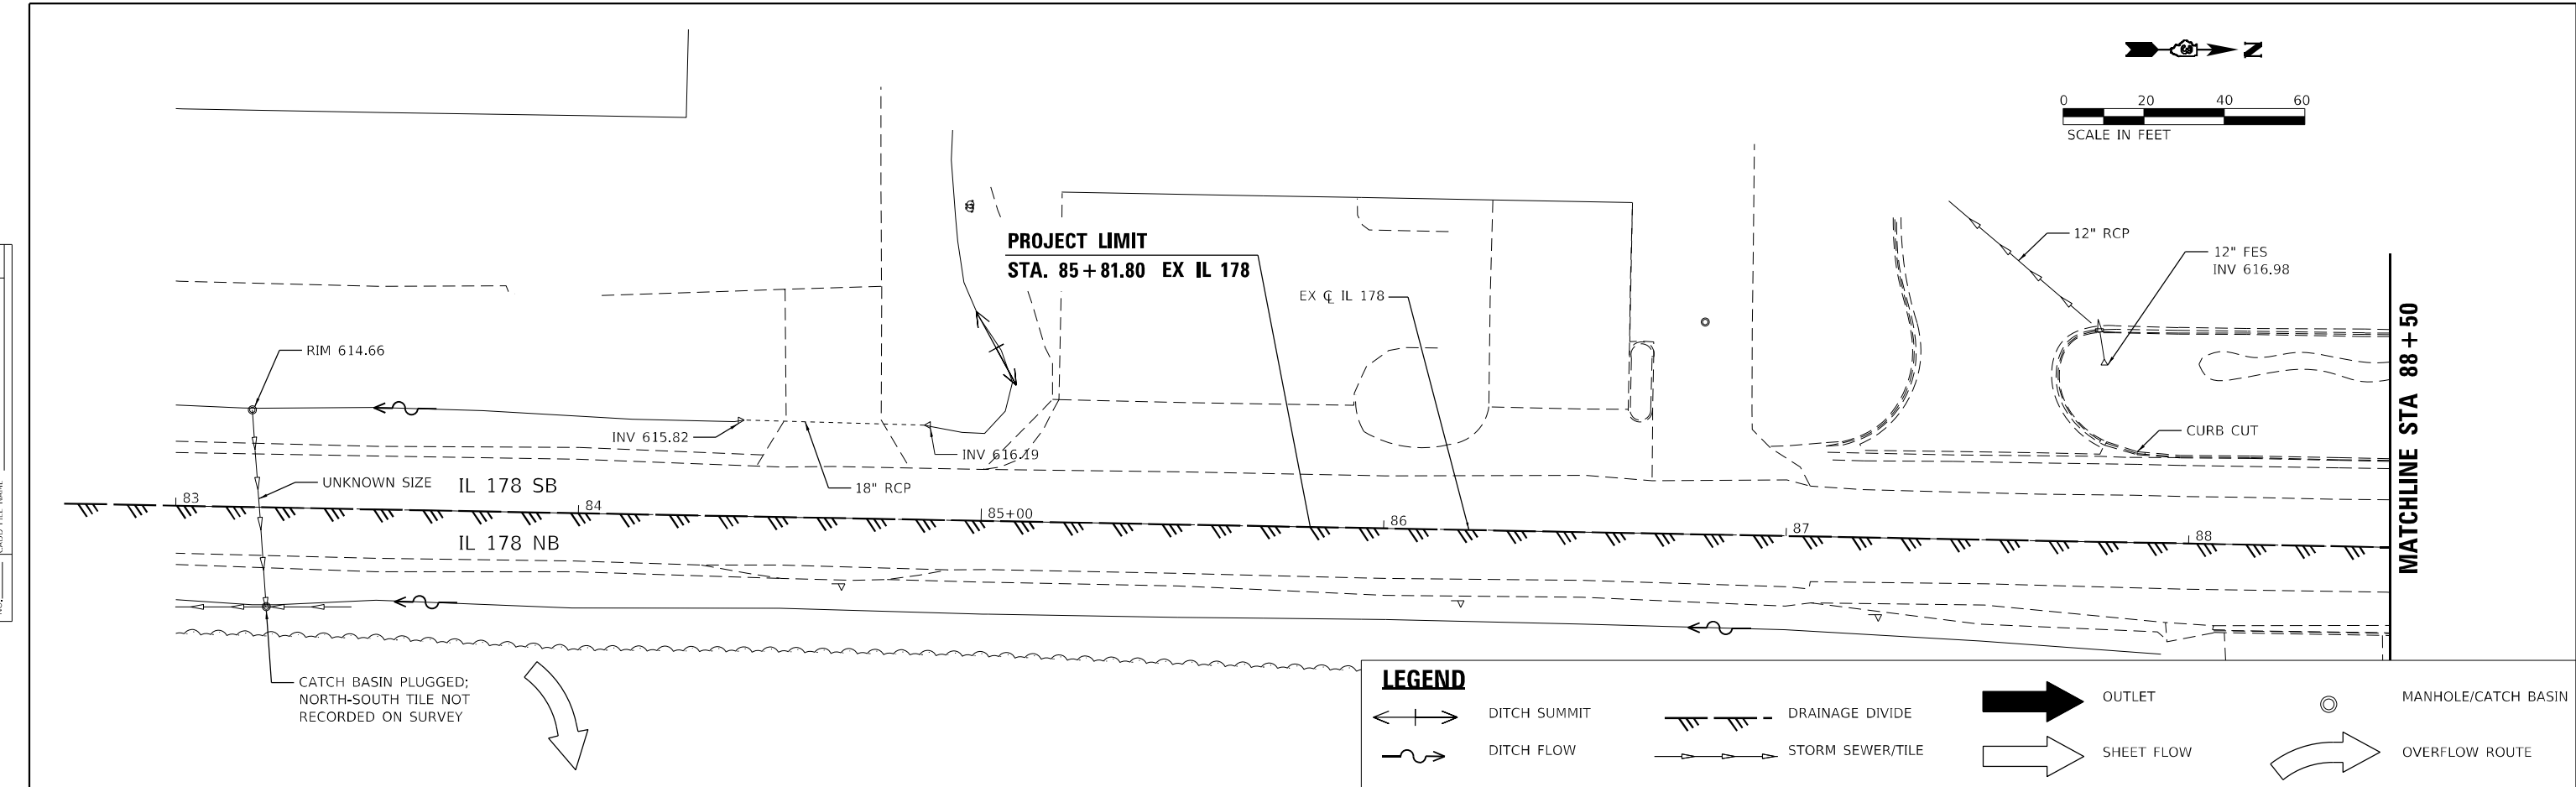 N
0 20 40 60
SCALE IN FEET
PROJECT LIMIT
STA. 85+81.80 EX IL 178
EX ℄ IL 178
12" RCP
12" FES
INV 616.98
RIM 614.66
INV 615.82
INV 616.19
18" RCP
CURB CUT
UNKNOWN SIZE
IL 178 SB
IL 178 NB
83
84
85+00
86
87
88
MATCHLINE STA 88+50
CATCH BASIN PLUGGED;
NORTH-SOUTH TILE NOT
RECORDED ON SURVEY
LEGEND
DITCH SUMMIT
DITCH FLOW
DRAINAGE DIVIDE
STORM SEWER/TILE
OUTLET
SHEET FLOW
MANHOLE/CATCH BASIN
OVERFLOW ROUTE